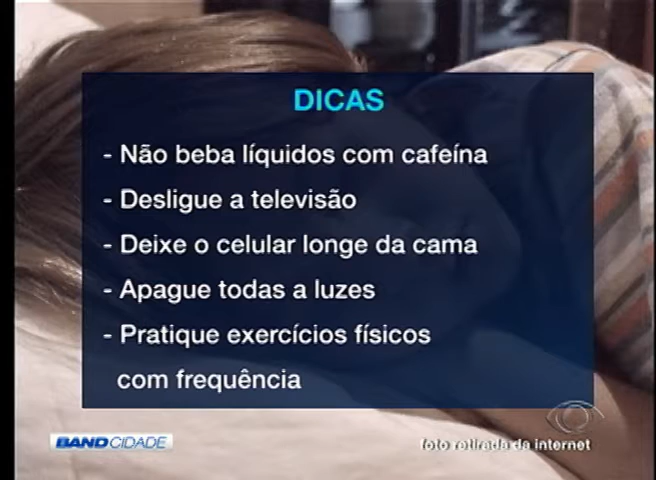 DICAS
- Não beba líquidos com cafeína
- Desligue a televisão
- Deixe o celular longe da cama
- Apague todas a luzes
- Pratique exercícios físicos
com frequência
BAND CIDADE
foto retirada da internet